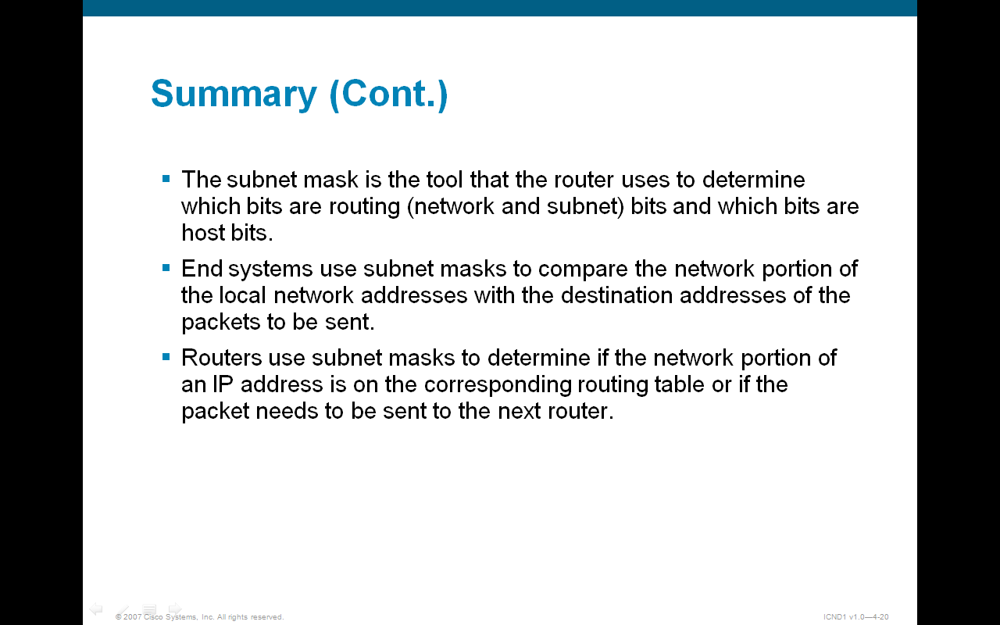 Summary (Cont.)
The subnet mask is the tool that the router uses to determine
which bits are routing (network and subnet) bits and which bits are
host bits.
End systems use subnet masks to compare the network portion of
the local network addresses with the destination addresses of the
packets to be sent.
Routers use subnet masks to determine if the network portion of
an IP address is on the corresponding routing table or if the
packet needs to be sent to the next router.
© 2007 Cisco Systems, Inc. All rights reserved.
ICND1 v1.0—4-20